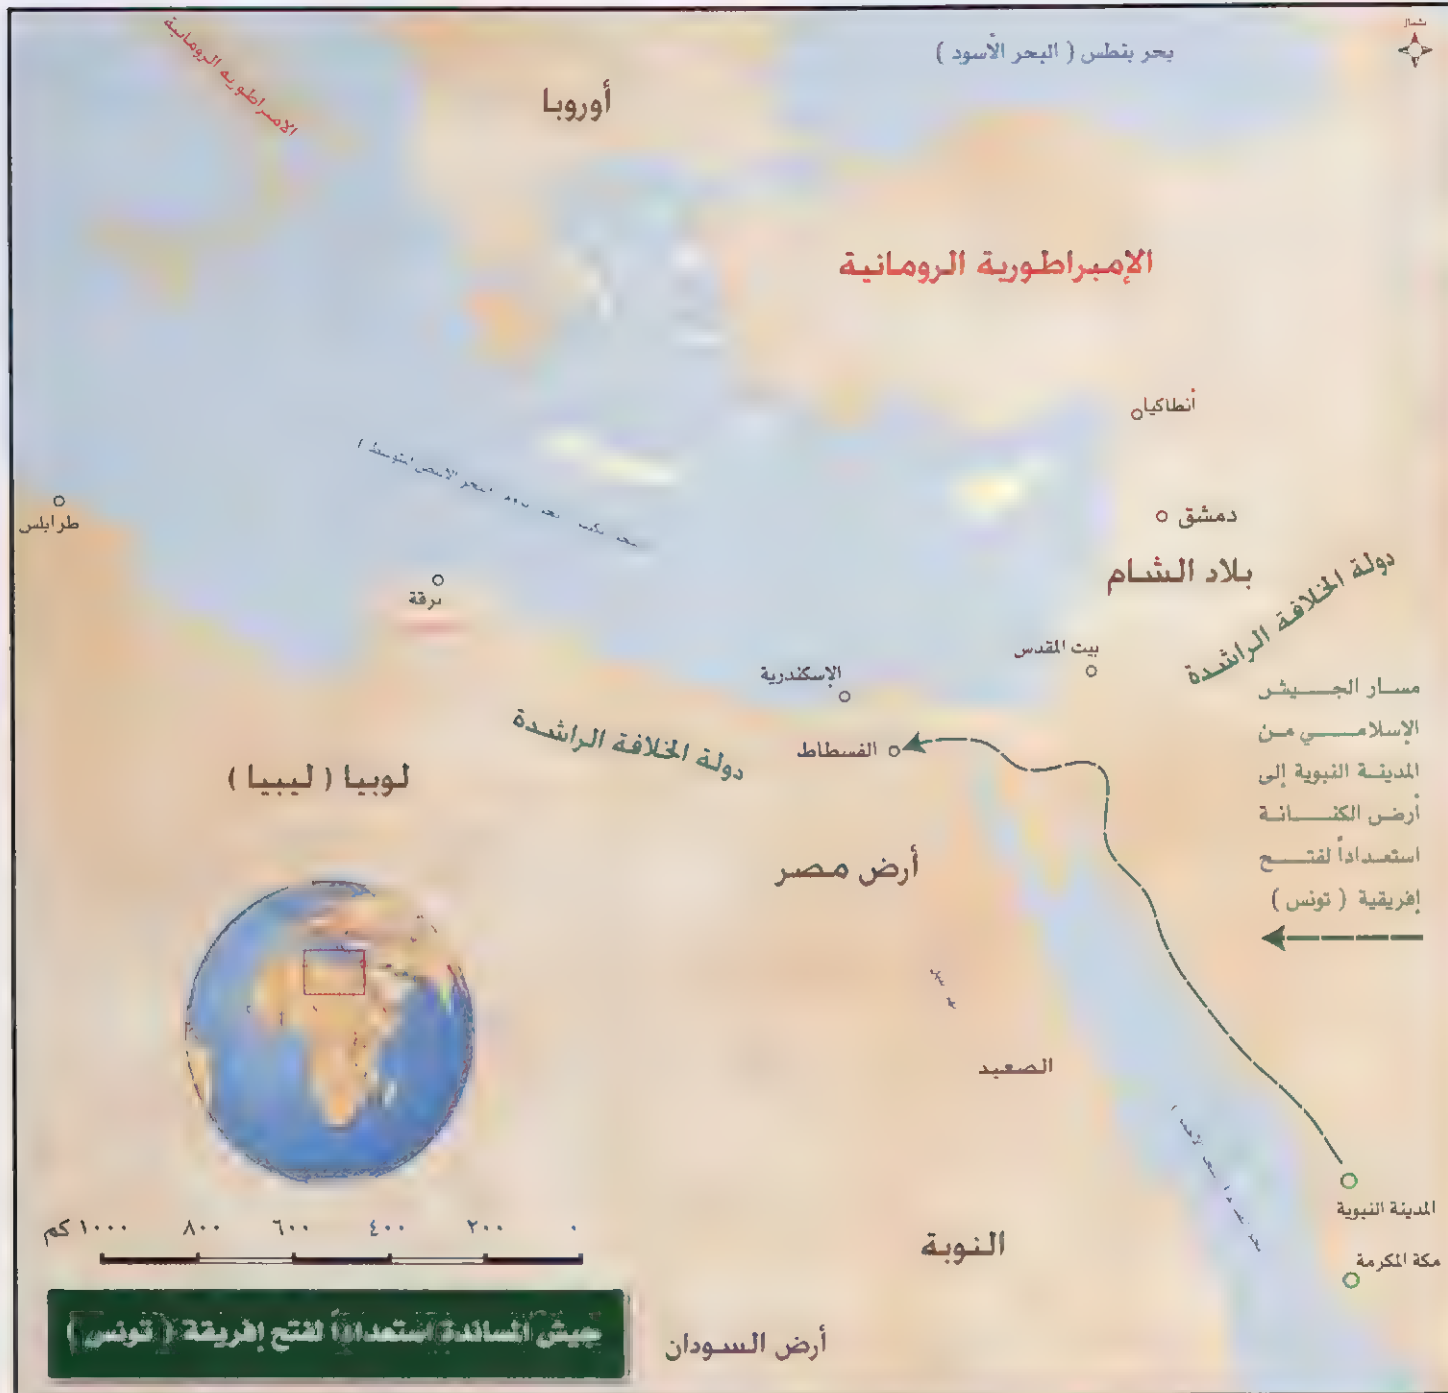 شمال
بحر بنطس ( البحر الأسود )
الامبراطورية الرومانية
أوروبا
الإمبراطورية الرومانية
أنطاكيا
طرابلس
دمشق
بلاد الشام
برقة
دولة الخلافة الراشدة
بيت المقدس
الإسكندرية
مسار الجيش
الإسلامي من
المدينة النبوية إلى
أرض الكنانة
استعداداً لفتح
إفريقية ( تونس )
دولة الخلافة الراشدة
الفسطاط
لوبيا ( ليبيا )
أرض مصر
الصعيد
المدينة النبوية
النوبة
مكة المكرمة
٠ ٢٠٠ ٤٠٠ ٦٠٠ ٨٠٠ ١٠٠٠ كم
جيش المساندة استعداداً لفتح إفريقة ( تونس )
أرض السودان